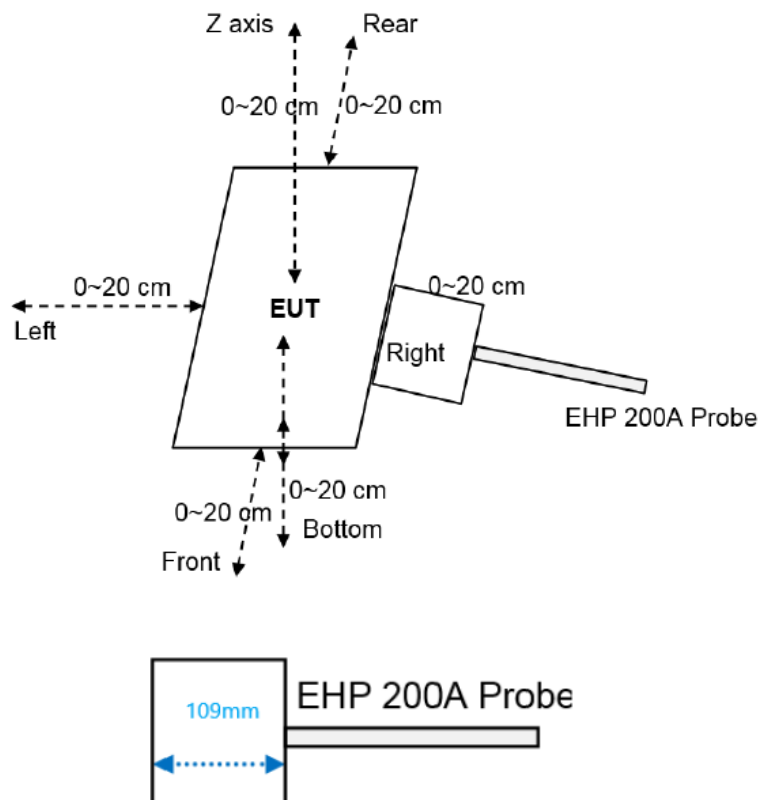 Z axis
Rear
0~20 cm
0~20 cm
0~20 cm
0~20 cm
EUT
Left
Right
EHP 200A Probe
0~20 cm
0~20 cm
Bottom
Front
EHP 200A Probe
109mm